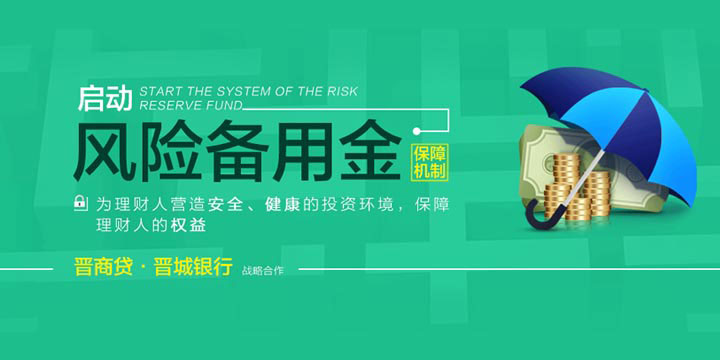 启动 START THE SYSTEM OF THE RISK
RESERVE FUND
风险备用金
保障
机制
为理财人营造安全、健康的投资环境，保障
理财人的权益
晋商贷·晋城银行 战略合作